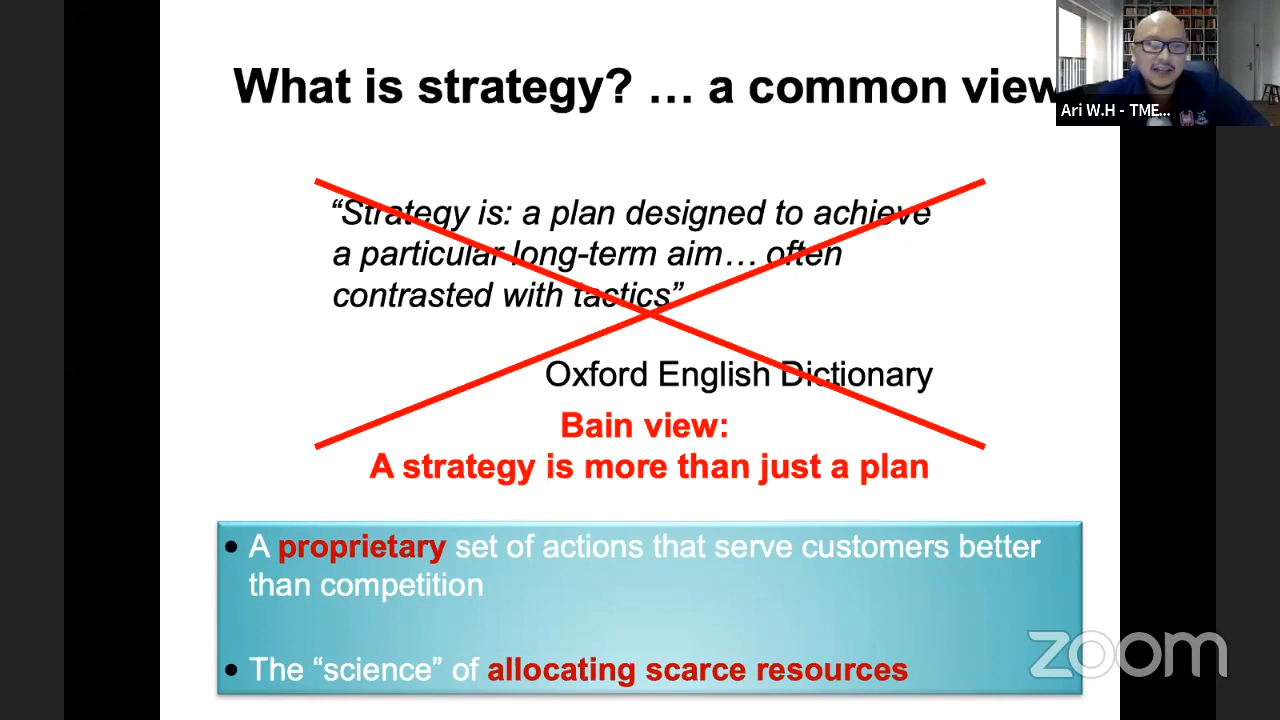 What is strategy? … a common view
Ari W.H - TME...
“Strategy is: a plan designed to achieve
a particular long-term aim… often
contrasted with tactics”
Oxford English Dictionary
Bain view:
A strategy is more than just a plan
• A proprietary set of actions that serve customers better
than competition
• The “science” of allocating scarce resources
zoom